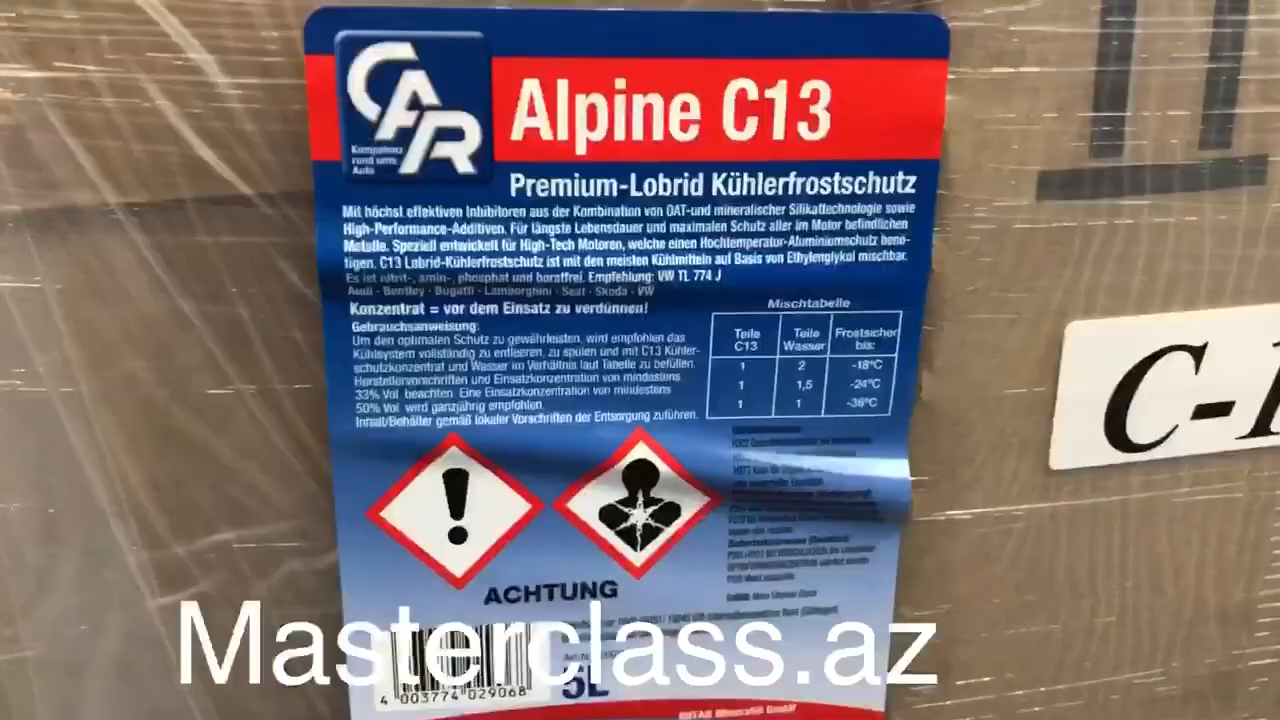 CAR
Kompetenz
rund ums
Auto
Alpine C13
Premium-Lobrid Kühlerfrostschutz
Mit höchst effektiven Inhibitoren aus der Kombination von OAT-und mineralischer Silikattechnologie sowie
High-Performance-Additiven. Für längste Lebensdauer und maximalen Schutz aller im Motor befindlichen
Metalle. Speziell entwickelt für High-Tech Motoren, welche einen Hochtemperatur-Aluminiumschutz benö-
tigen. C13 Lobrid-Kühlerfrostschutz ist mit den meisten Kühlmitteln auf Basis von Ethylenglykol mischbar.
Es ist nitrit-, amin-, phosphat und boratfrei. Empfehlung: VW TL 774 J
Audi · Bentley · Bugatti · Lamborghini · Seat · Skoda · VW
Konzentrat = vor dem Einsatz zu verdünnen!
Gebrauchsanweisung:
Um den optimalen Schutz zu gewährleisten, wird empfohlen das
Kühlsystem vollständig zu entleeren, zu spülen und mit C13 Kühler-
schutzkonzentrat und Wasser im Verhältnis laut Tabelle zu befüllen.
Herstellervorschriften und Einsatzkonzentration von mindestens
33% Vol. beachten. Eine Einsatzkonzentration von mindestens
50% Vol. wird ganzjährig empfohlen.
Inhalt/Behälter gemäß lokaler Vorschriften der Entsorgung zuführen.
Mischtabelle
Teile C13 Teile Wasser Frostsicher bis:
1 2 -18°C
1 1,5 -24°C
1 1 -36°C
ACHTUNG
4 003774 029068
5L
C-1
Masterclass.az